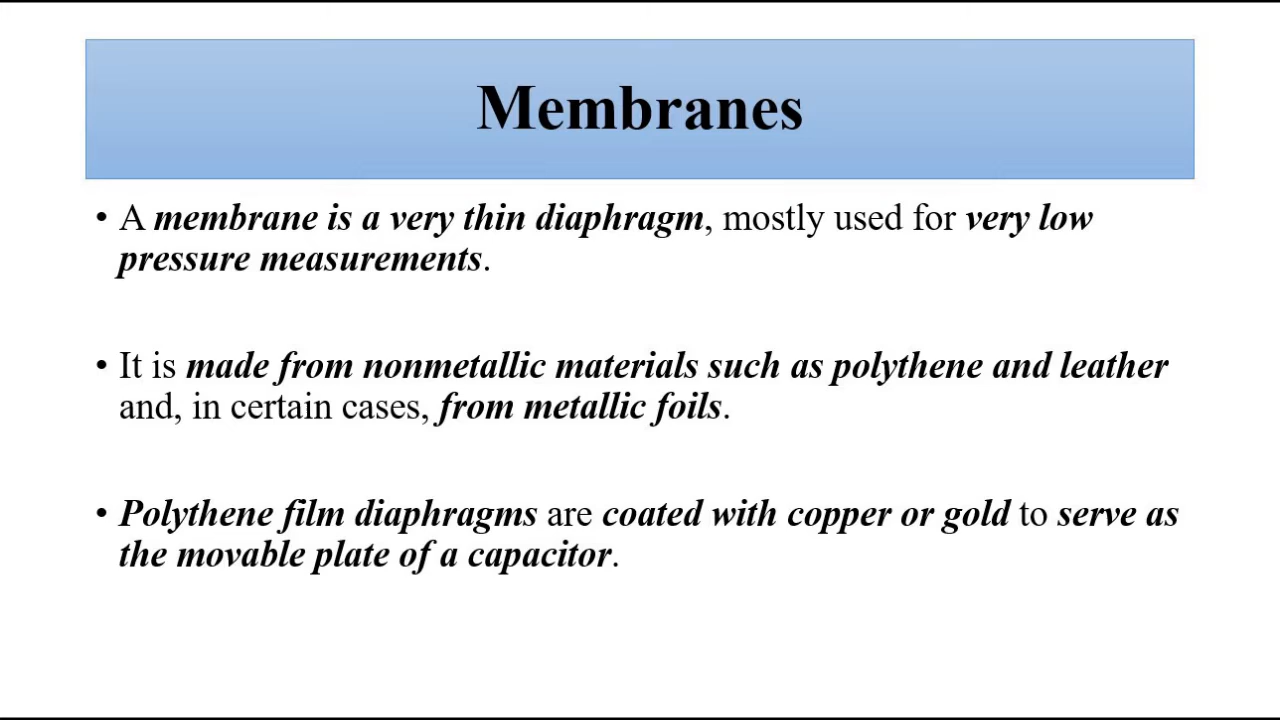 Membranes
• A membrane is a very thin diaphragm, mostly used for very low
pressure measurements.
• It is made from nonmetallic materials such as polythene and leather
and, in certain cases, from metallic foils.
• Polythene film diaphragms are coated with copper or gold to serve as
the movable plate of a capacitor.